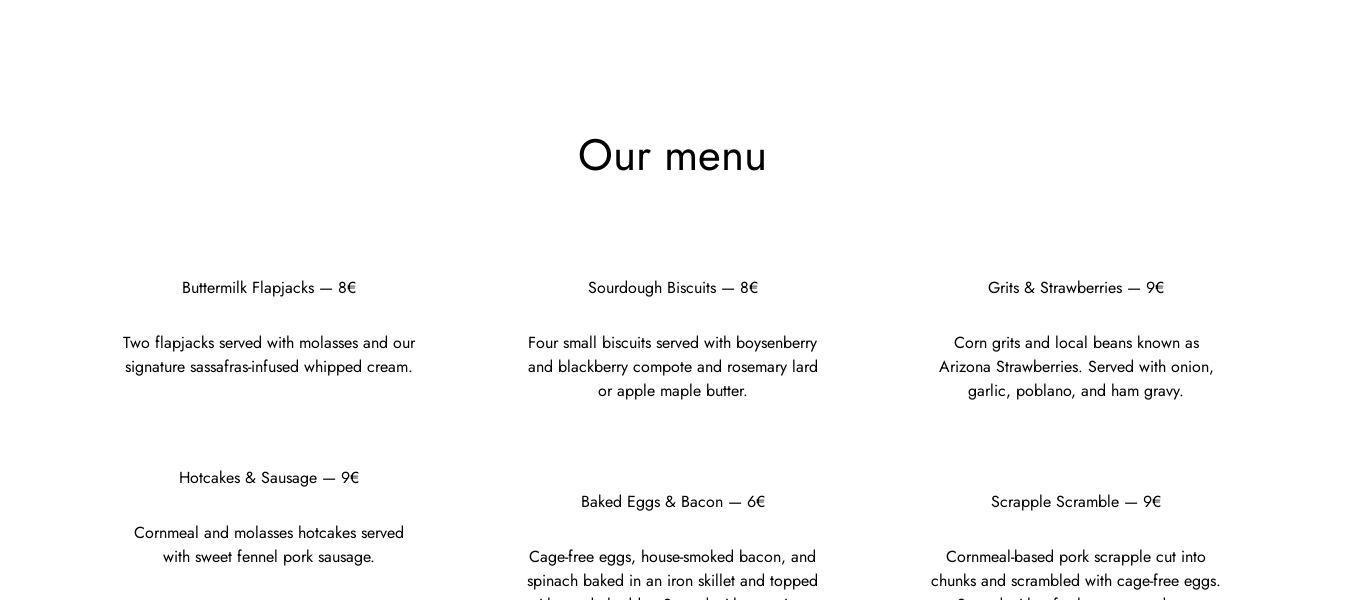 Our menu
Buttermilk Flapjacks — 8€
Two flapjacks served with molasses and our
signature sassafras-infused whipped cream.
Hotcakes & Sausage — 9€
Cornmeal and molasses hotcakes served
with sweet fennel pork sausage.
Sourdough Biscuits — 8€
Four small biscuits served with boysenberry
and blackberry compote and rosemary lard
or apple maple butter.
Baked Eggs & Bacon — 6€
Cage-free eggs, house-smoked bacon, and
spinach baked in an iron skillet and topped
Grits & Strawberries — 9€
Corn grits and local beans known as
Arizona Strawberries. Served with onion,
garlic, poblano, and ham gravy.
Scrapple Scramble — 9€
Cornmeal-based pork scrapple cut into
chunks and scrambled with cage-free eggs.